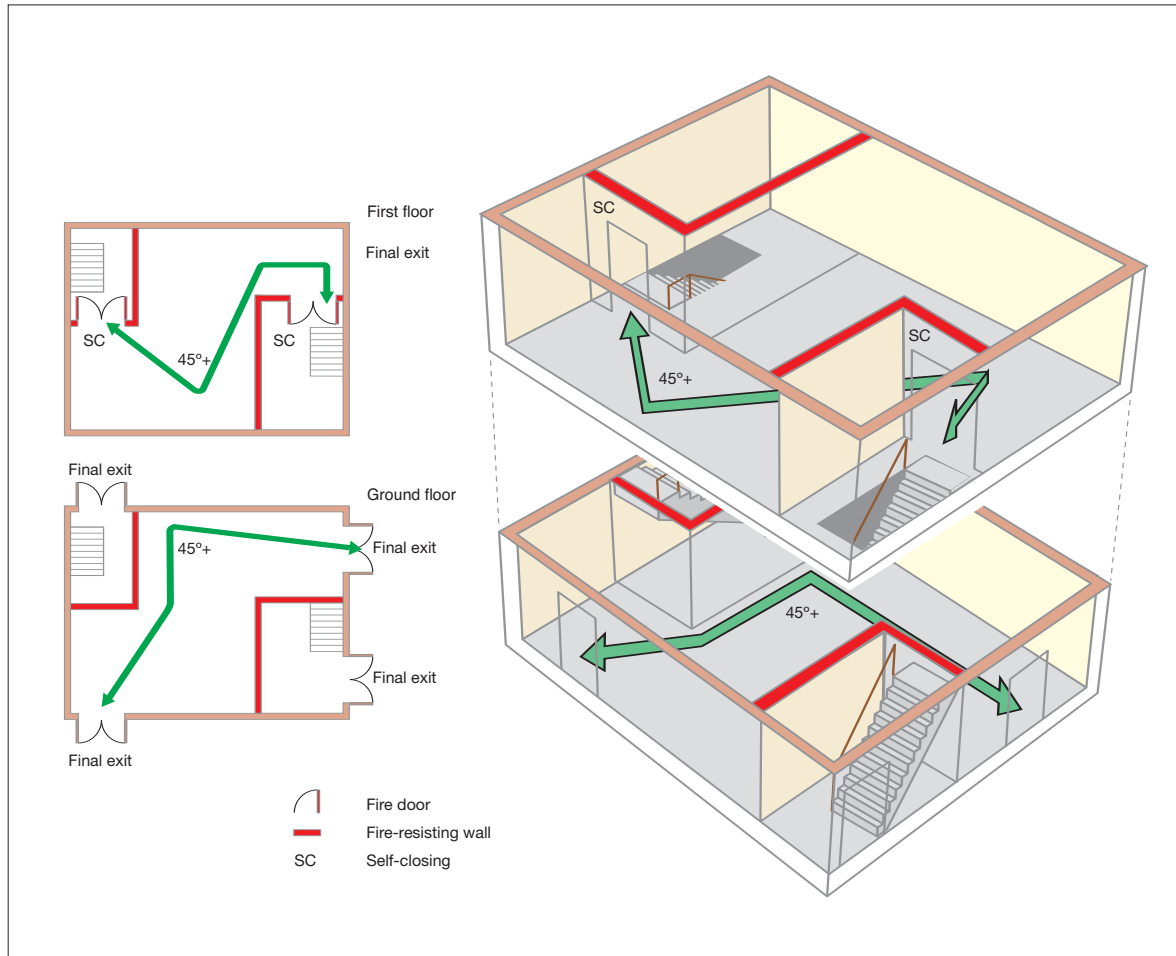 First floor
Final exit
SC
SC
45º+
Final exit
Ground floor
45º+
Final exit
Final exit
Final exit
Fire door
Fire-resisting wall
SC
Self-closing
SC
SC
45º+
45º+